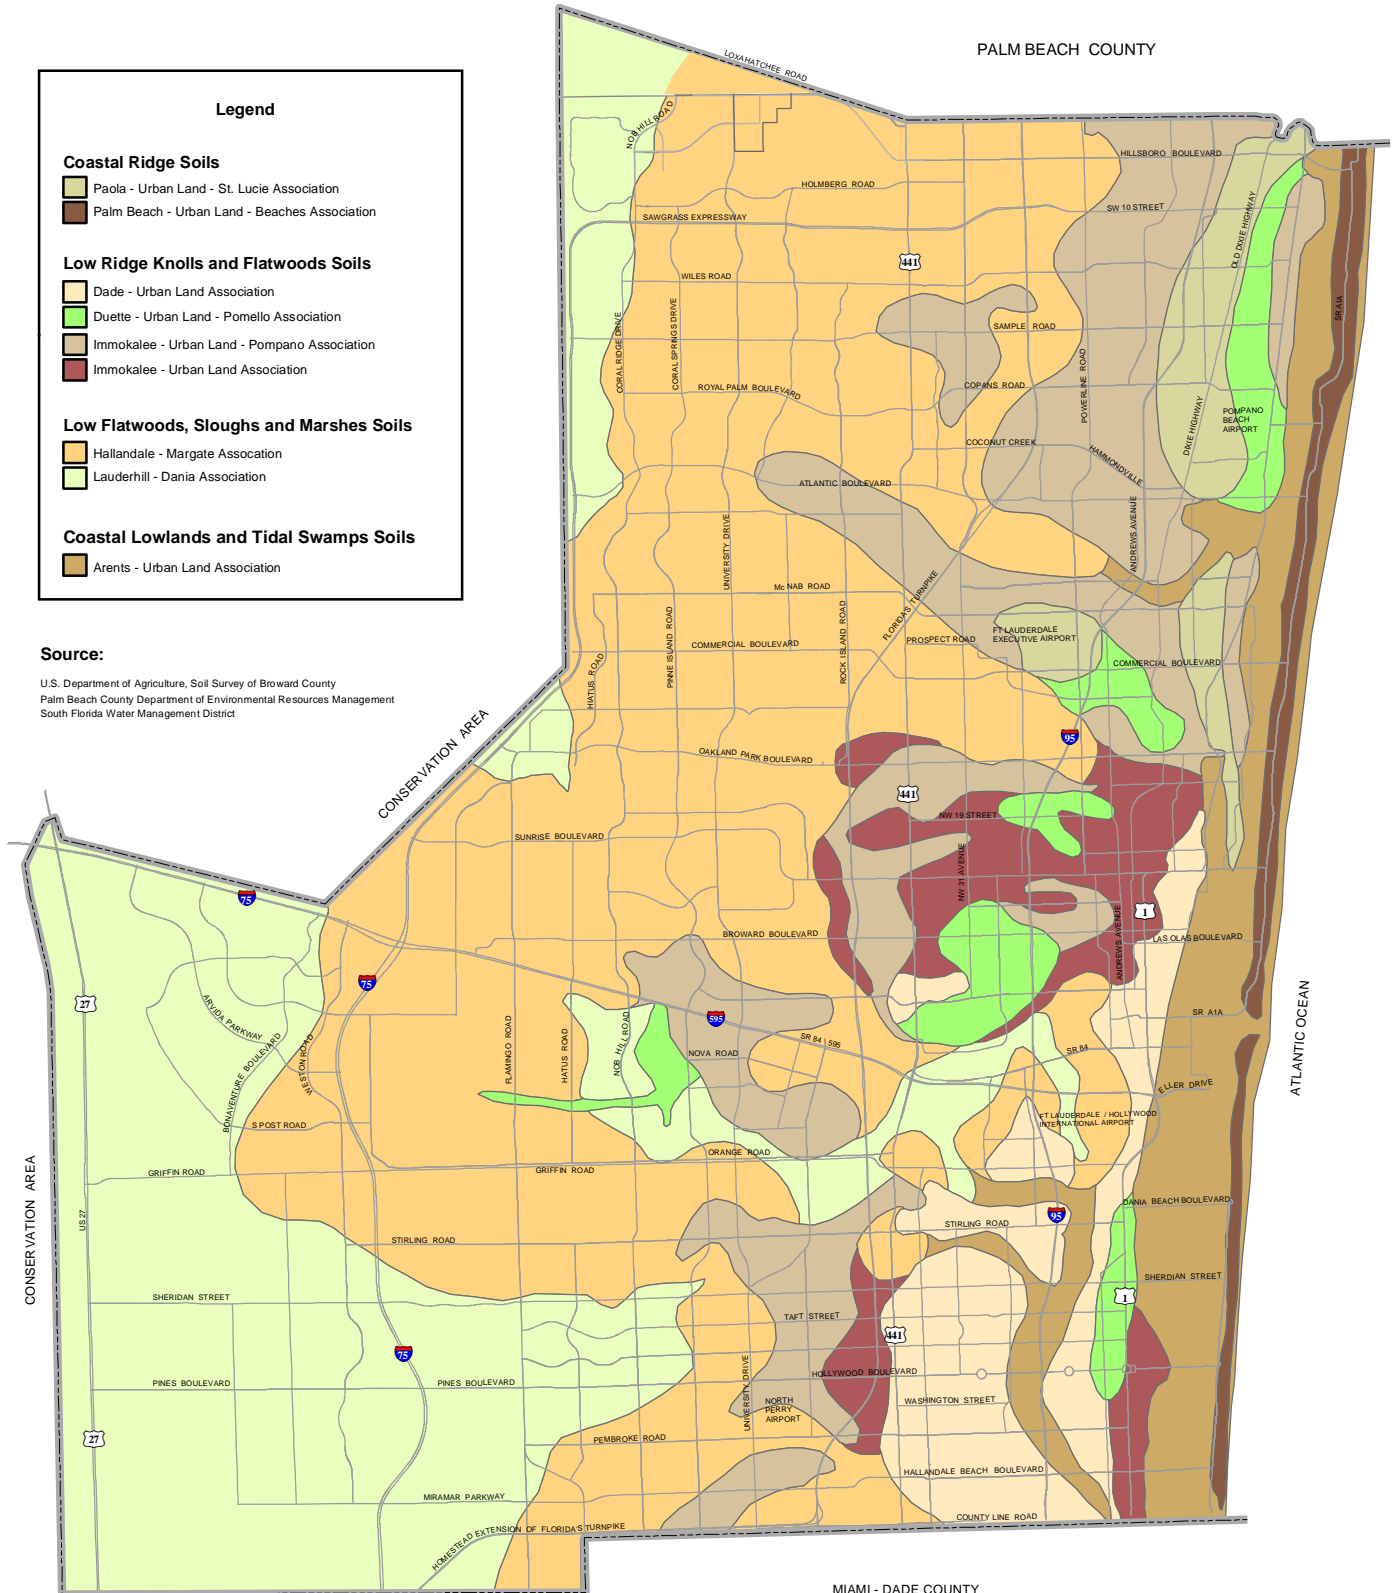 PALM BEACH COUNTY
Legend
Coastal Ridge Soils
Paola - Urban Land - St. Lucie Association
Palm Beach - Urban Land - Beaches Association
Low Ridge Knolls and Flatwoods Soils
Dade - Urban Land Association
Duette - Urban Land - Pomello Association
Immokalee - Urban Land - Pompano Association
Immokalee - Urban Land Association
Low Flatwoods, Sloughs and Marshes Soils
Hallandale - Margate Assocation
Lauderhill - Dania Association
Coastal Lowlands and Tidal Swamps Soils
Arents - Urban Land Association
Source:
U.S. Department of Agriculture, Soil Survey of Broward County
Palm Beach County Department of Environmental Resources Management
South Florida Water Management District
LOXAHATCHEE ROAD
NOB HILL ROAD
HILLSBORO BOULEVARD
HOLMBERG ROAD
SW 10 STREET
SAWGRASS EXPRESSWAY
OLD DIXIE HIGHWAY
441
WILES ROAD
SR A1A
CORAL RIDGE DRIVE
CORAL SPRINGS DRIVE
SAMPLE ROAD
POWERLINE ROAD
ROYAL PALM BOULEVARD
COPANS ROAD
DIXIE HIGHWAY
POMPANO
BEACH
AIRPORT
COCONUT CREEK
HAMMONDVILLE
ATLANTIC BOULEVARD
UNIVERSITY DRIVE
ANDREWS AVENUE
Mc NAB ROAD
FLORIDA'S TURNPIKE
PINNE ISLAND ROAD
ROCK ISLAND ROAD
COMMERCIAL BOULEVARD
PROSPECT ROAD
FT LAUDERDALE
EXECUTIVE AIRPORT
COMMERCIAL BOULEVARD
HIATUS ROAD
CONSERVATION AREA
95
OAKLAND PARK BOULEVARD
441
NW 19 STREET
SUNRISE BOULEVARD
NW 31 AVENUE
75
1
ANDREWS AVENUE
BROWARD BOULEVARD
LAS OLAS BOULEVARD
75
27
ARVIDA PARKWAY
595
SR A1A
ATLANTIC OCEAN
BONAVENTURE BOULEVARD
WESTON ROAD
FLAMINGO ROAD
HATUS ROAD
NOB HILL ROAD
NOVA ROAD
SR 84 \ 595
SR 84
ELLER DRIVE
S POST ROAD
FT LAUDERDALE / HOLLYWOOD
INTERNATIONAL AIRPORT
ORANGE ROAD
GRIFFIN ROAD
GRIFFIN ROAD
CONSERVATION AREA
US 27
DANIA BEACH BOULEVARD
95
STIRLING ROAD
STIRLING ROAD
SHERDIAN STREET
SHERIDAN STREET
1
TAFT STREET
441
75
HOLLYWOOD BOULEVARD
PINES BOULEVARD
PINES BOULEVARD
UNIVERSITY DRIVE
NORTH
PERRY
AIRPORT
WASHINGTON STREET
27
PEMBROKE ROAD
HALLANDALE BEACH BOULEVARD
MIRAMAR PARKWAY
COUNTY LINE ROAD
HOMESTEAD EXTENSION OF FLORIDA'S TURNPIKE
MIAMI - DADE COUNTY